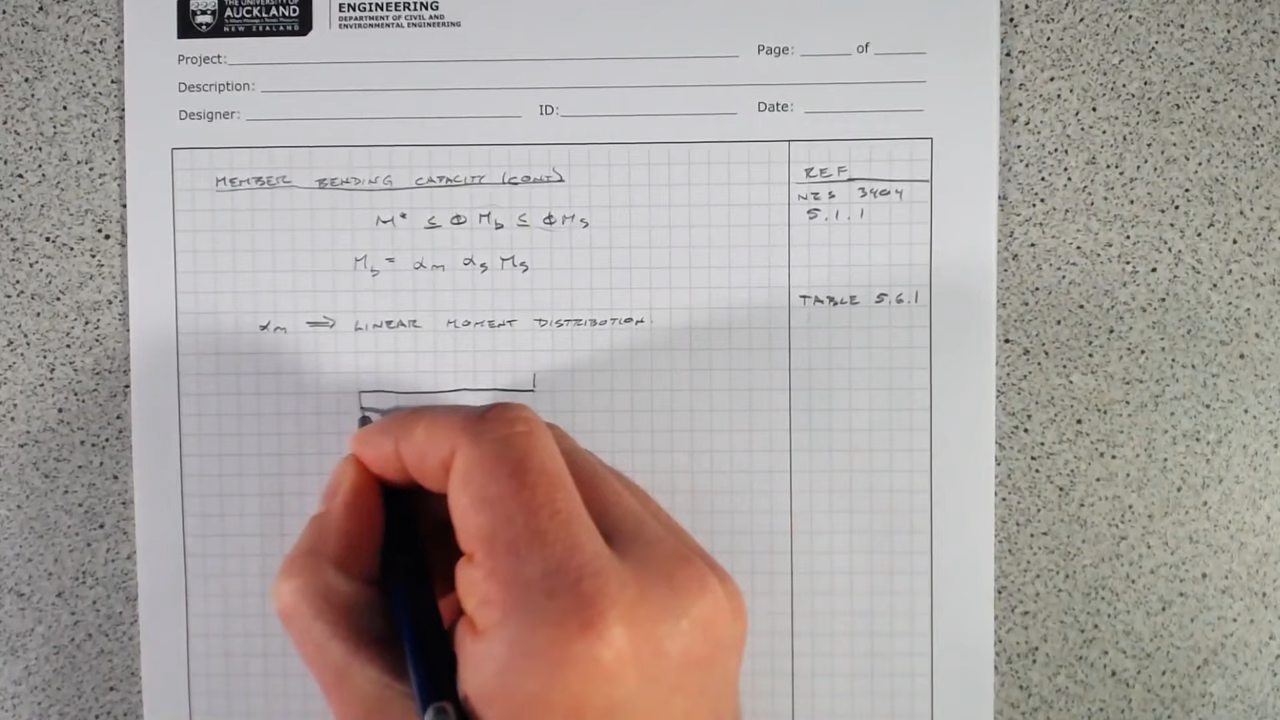 THE UNIVERSITY OF
AUCKLAND
NEW ZEALAND
ENGINEERING
DEPARTMENT OF CIVIL AND
ENVIRONMENTAL ENGINEERING
Project:
Page: of
Description:
Designer: ID: Date:
MEMBER BENDING CAPACITY (CONT)
REF
NZS 3404
5.1.1
M* ≤ ΦMb ≤ ΦMs
Mb = αm αs Ms
TABLE 5.6.1
αm ⇒ LINEAR MOMENT DISTRIBUTION.